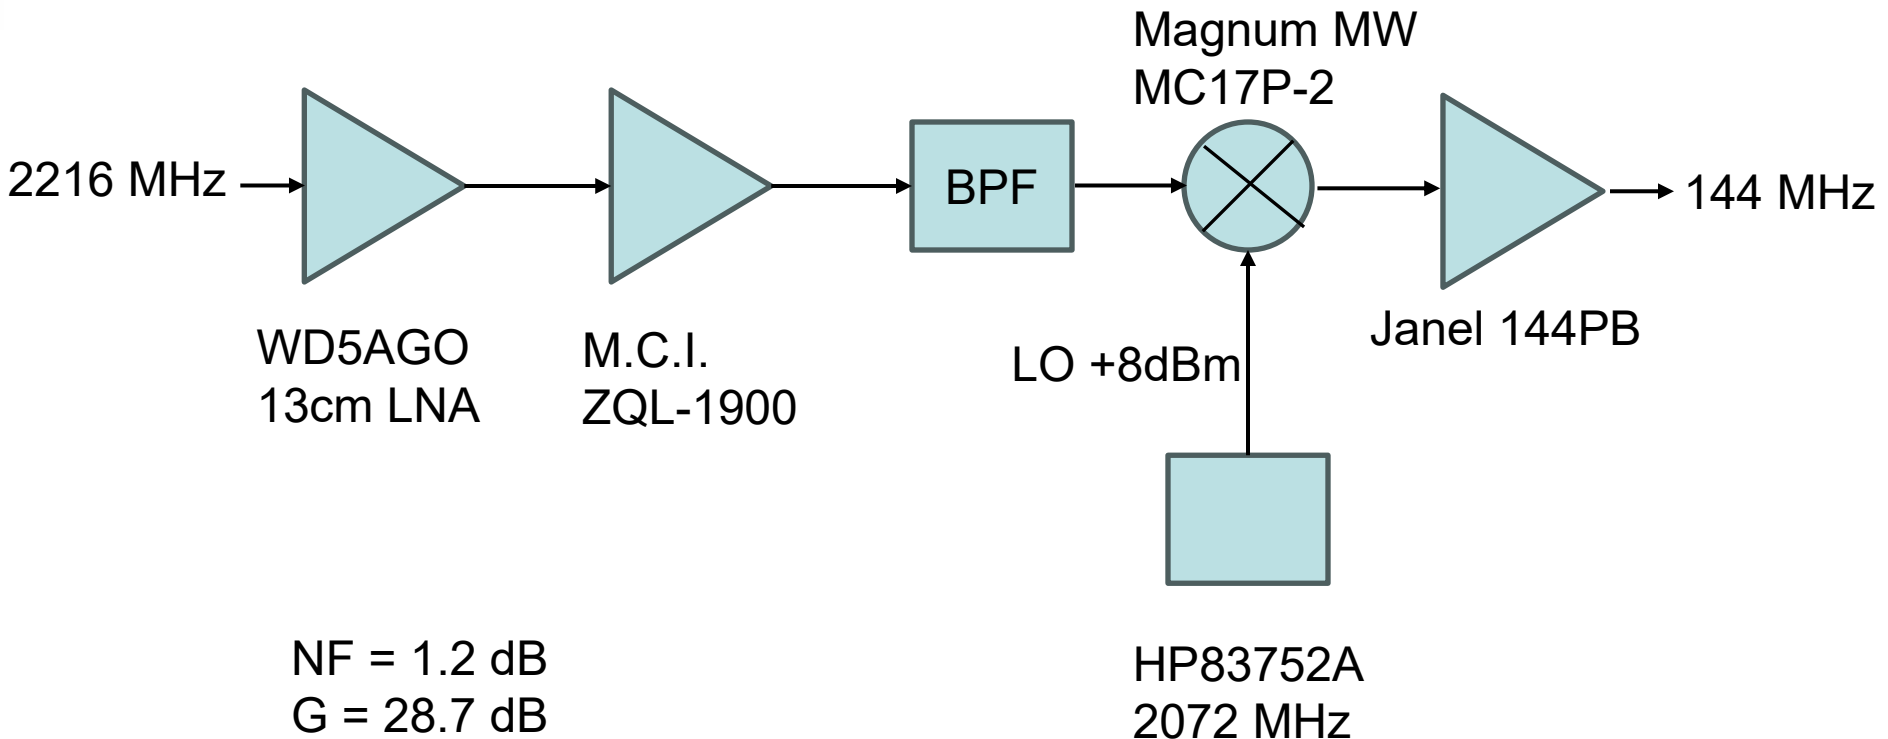 Magnum MW
MC17P-2
2216 MHz
BPF
144 MHz
WD5AGO
13cm LNA
M.C.I.
ZQL-1900
LO +8dBm
Janel 144PB
NF = 1.2 dB
G = 28.7 dB
HP83752A
2072 MHz